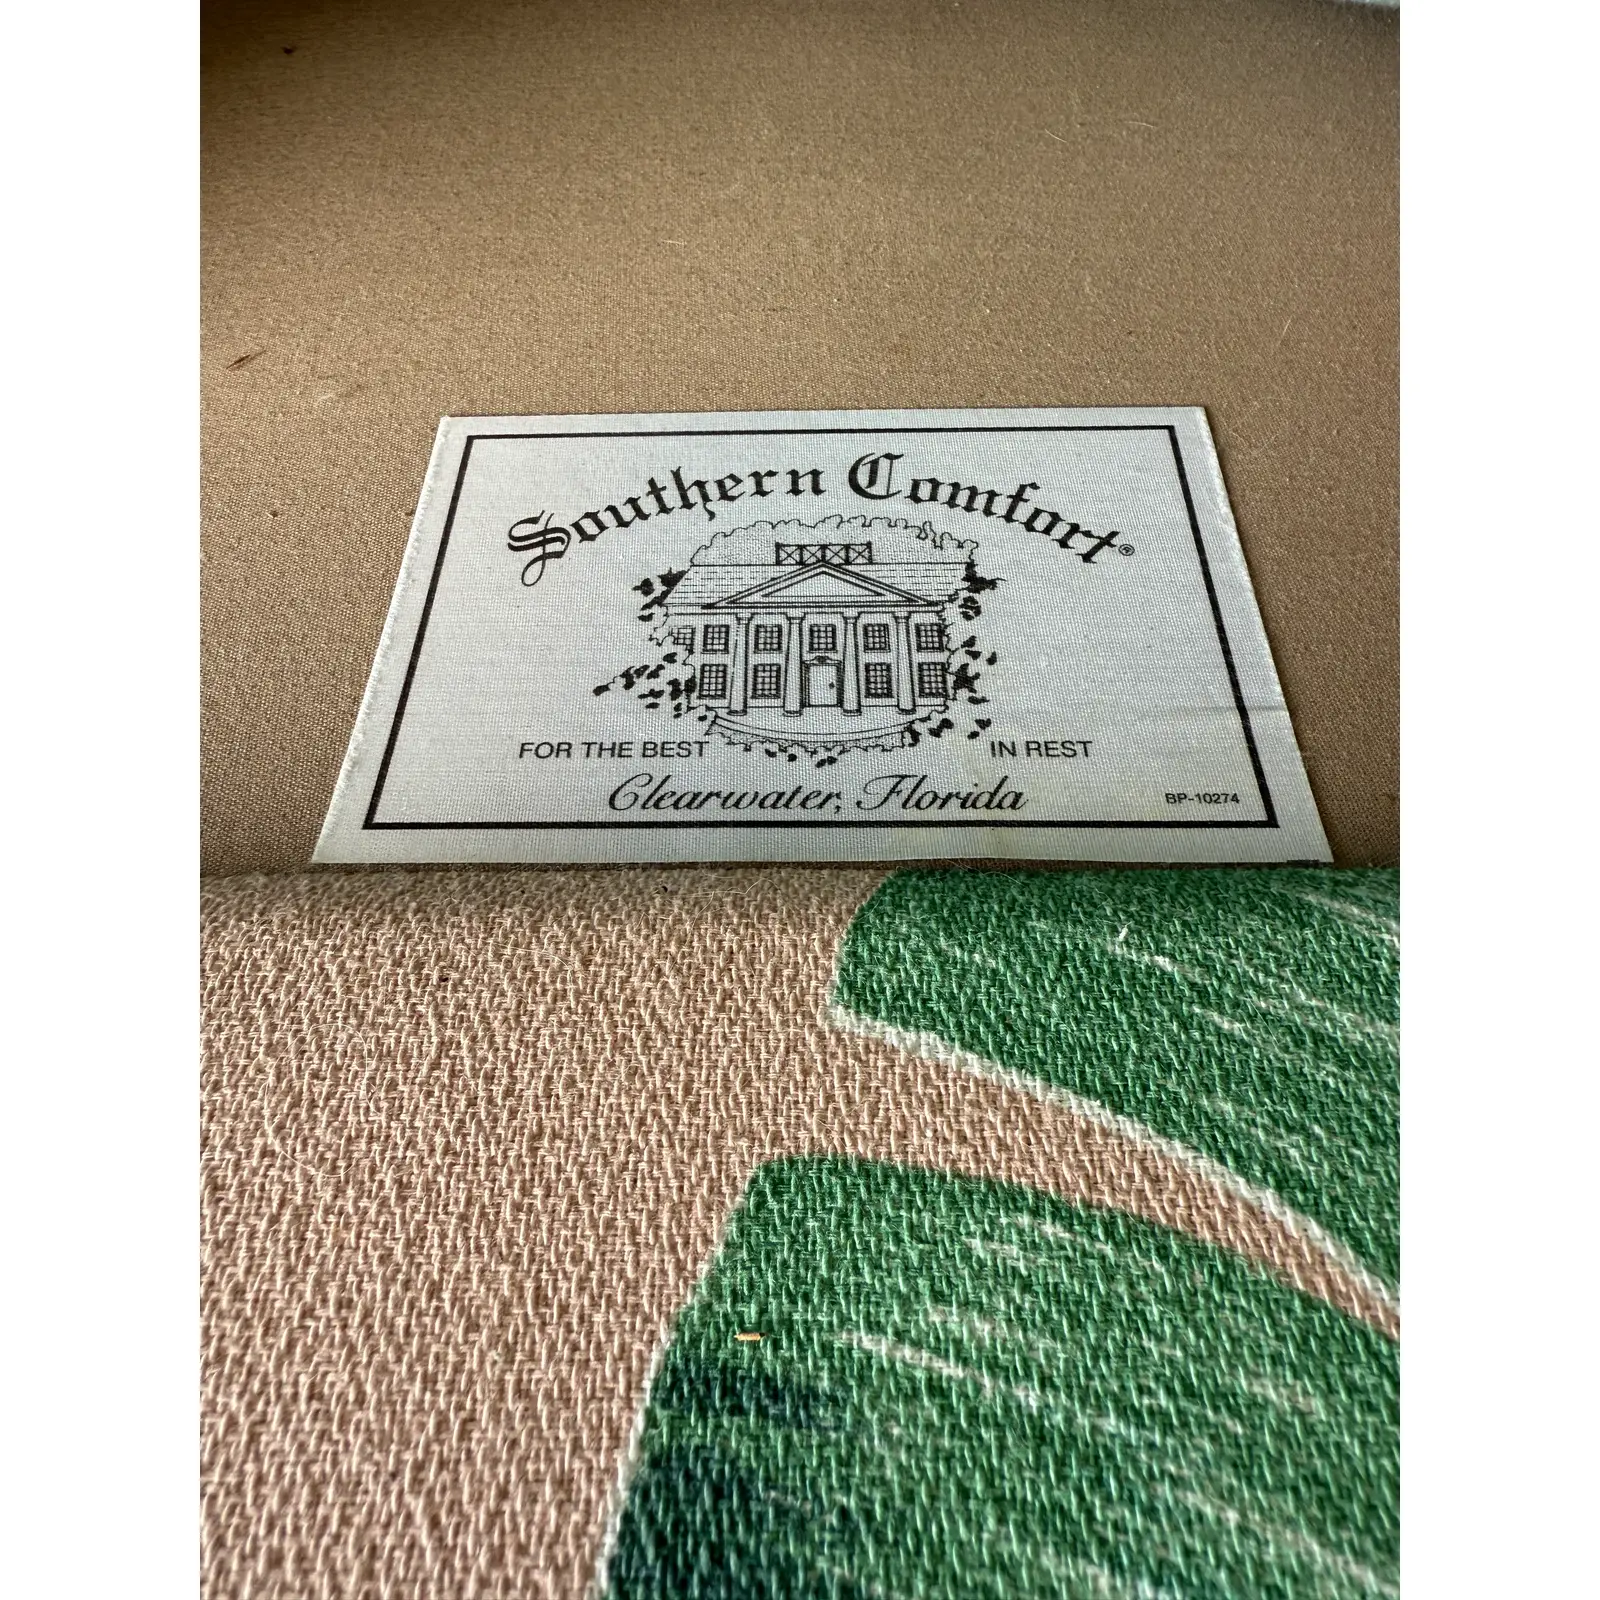 Southern Comfort®
FOR THE BEST IN REST
Clearwater, Florida
BP-10274